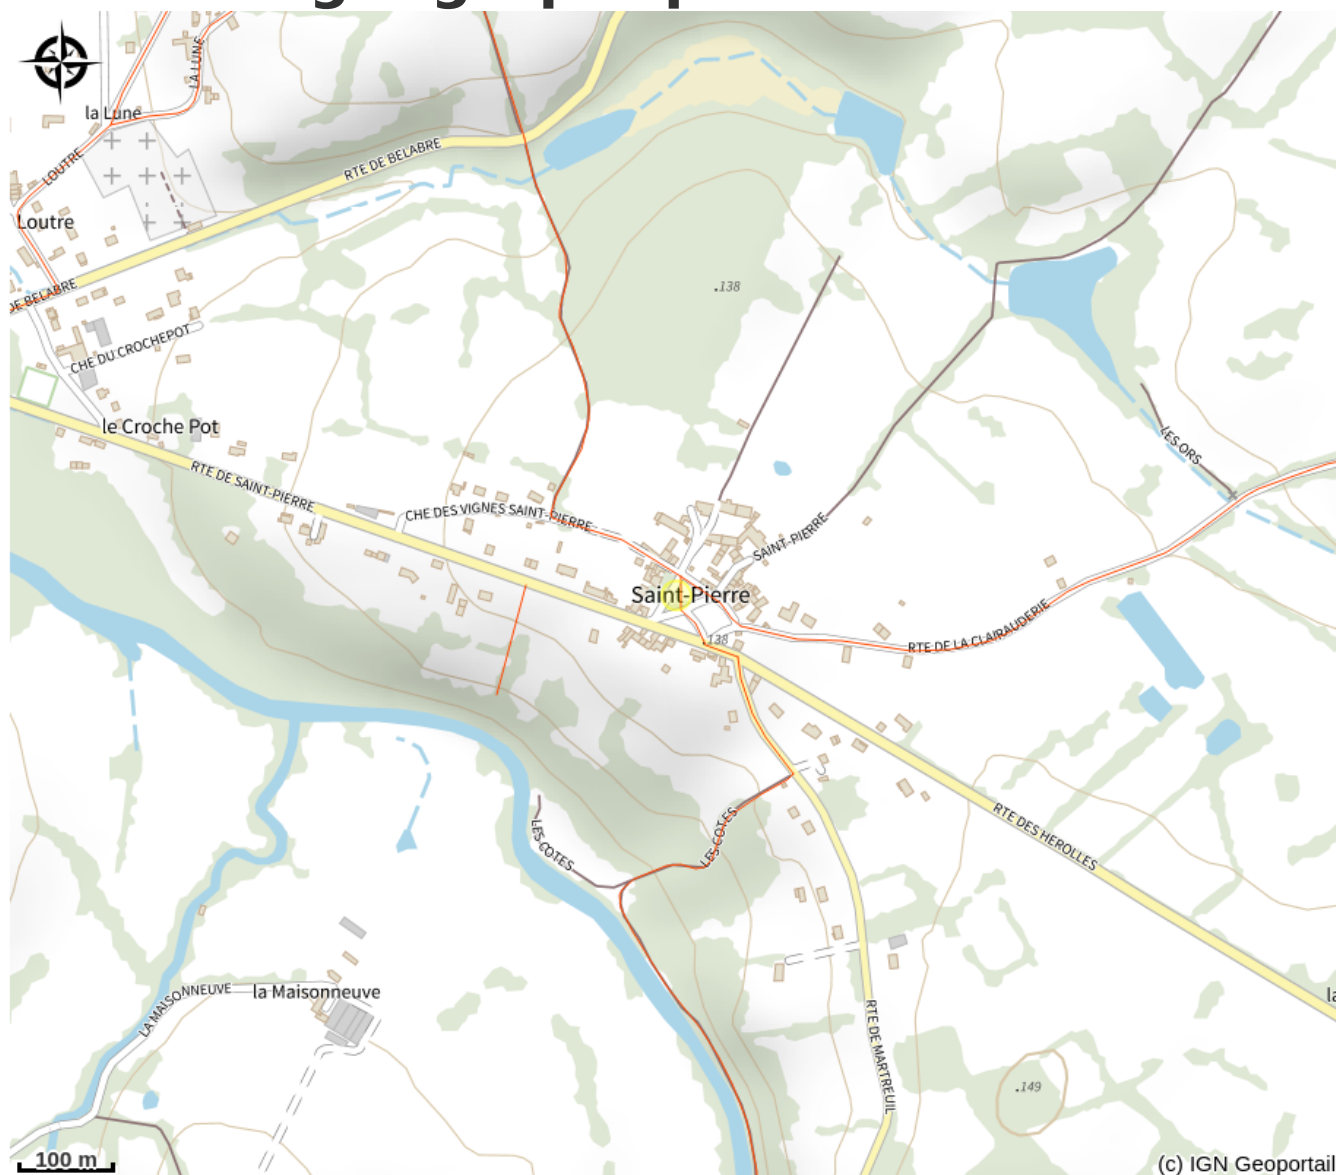 LA LUNE
la Lune
LOUTRE
RTE DE BELABRE
Loutre
DE BELABRE
138
CHE DU CROCHEPOT
le Croche Pot
LES ORS
RTE DE SAINT-PIERRE
CHE DES VIGNES SAINT-PIERRE
SAINT-PIERRE
Saint-Pierre
RTE DE LA CLAIRAUDERIE
138
LES COTES
LES COTES
RTE DES HEROLLES
LA MAISONNEUVE
la Maisonneuve
la
RTE DE MARTREUIL
149
100 m
(c) IGN Geoportail